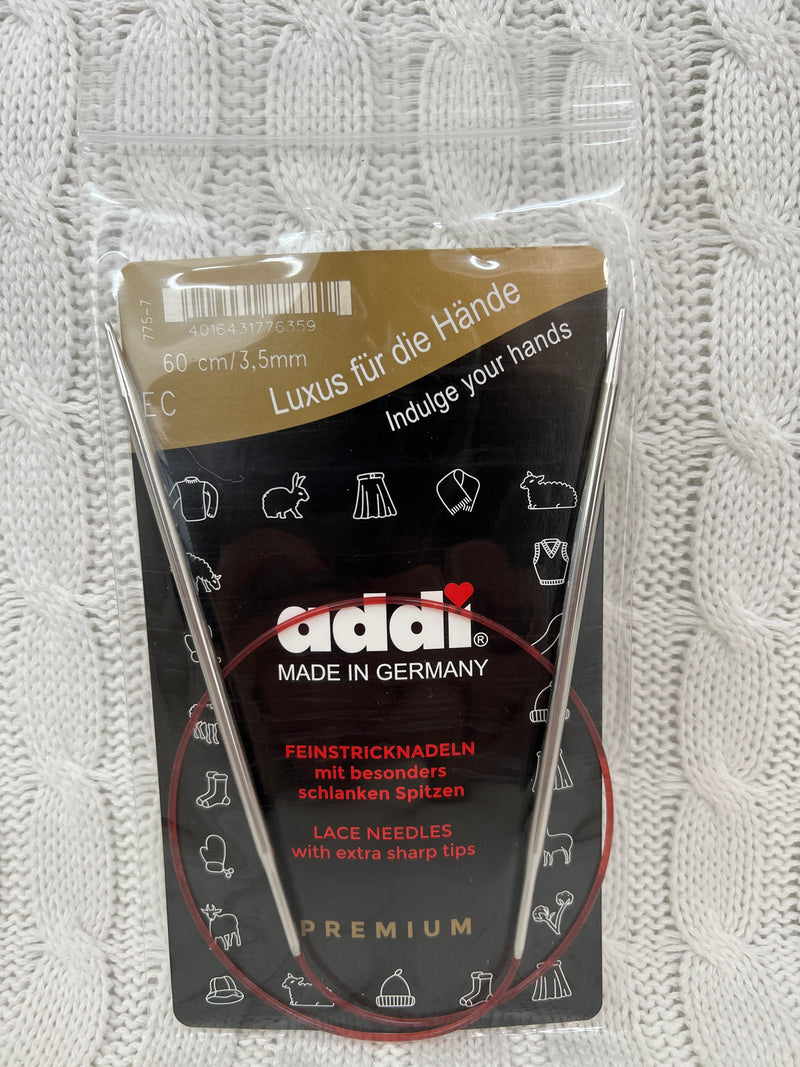 775-7
4016431776359
60 cm/3,5mm
EC
Luxus für die Hände
Indulge your hands
addi®
MADE IN GERMANY
FEINSTRICKNADELN
mit besonders
schlanken Spitzen
LACE NEEDLES
with extra sharp tips
PREMIUM